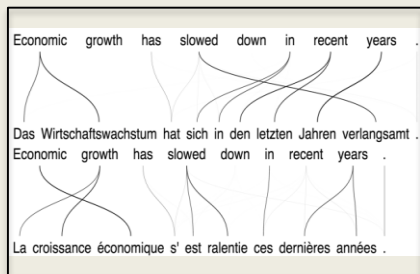 Economic growth has slowed down in recent years .
Das Wirtschaftswachstum hat sich in den letzten Jahren verlangsamt .
Economic growth has slowed down in recent years .
La croissance économique s' est ralentie ces dernières années .